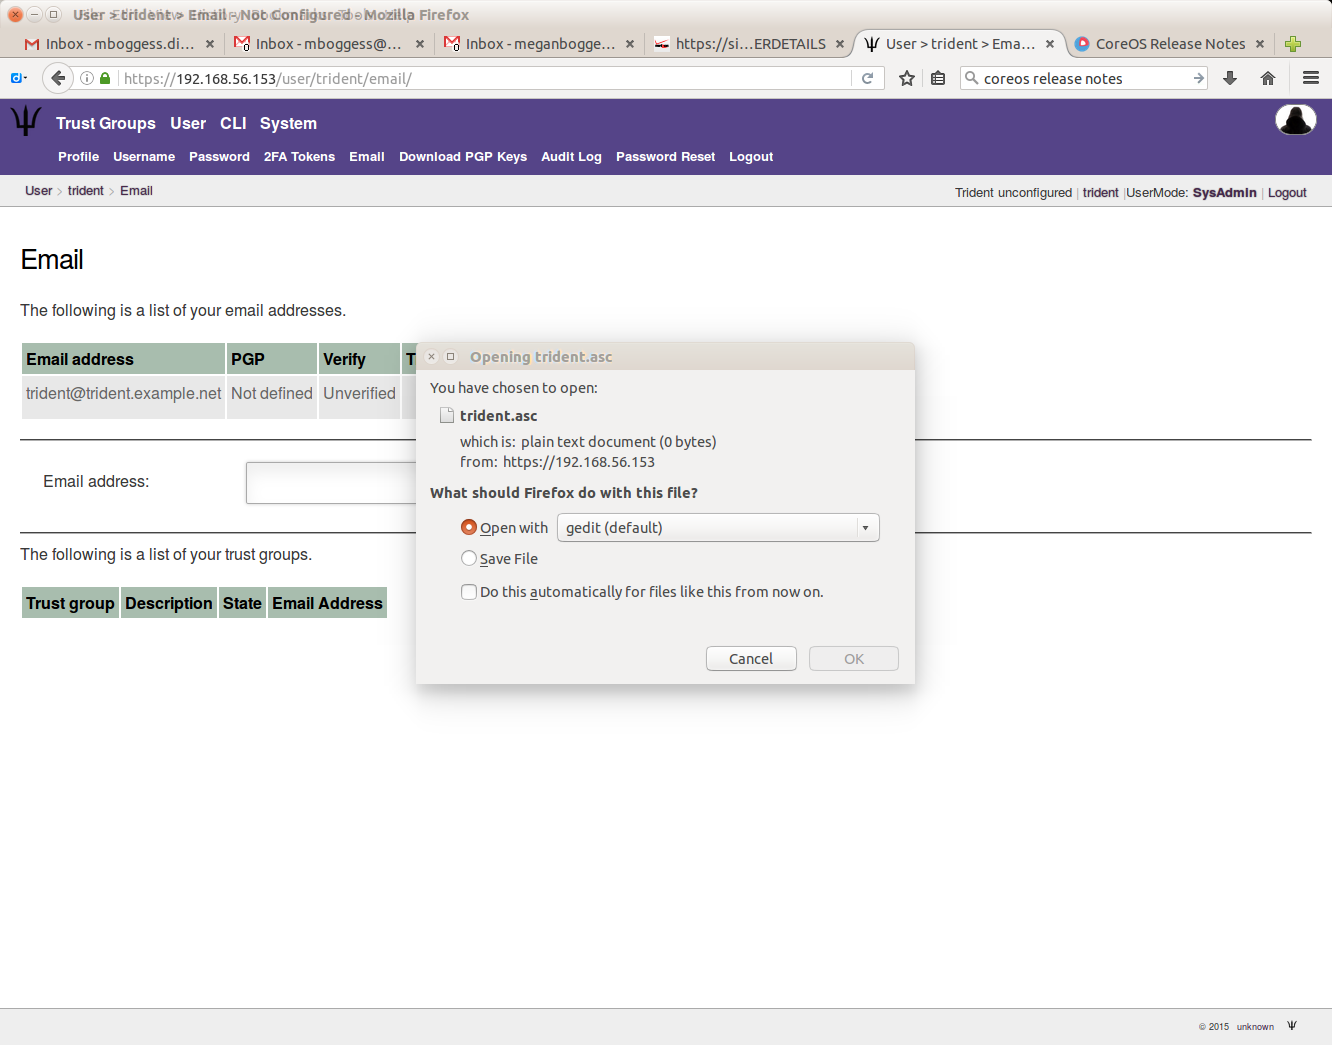 User > trident > Email - Not Configured - Mozilla Firefox
Inbox - mboggess.di...
Inbox - mboggess@...
Inbox - meganbogge...
https://si...ERDETAILS
User > trident > Ema...
CoreOS Release Notes
https://192.168.56.153/user/trident/email/
coreos release notes
Trust Groups User CLI System
Profile Username Password 2FA Tokens Email Download PGP Keys Audit Log Password Reset Logout
User > trident > Email
Trident unconfigured | trident |UserMode: SysAdmin | Logout
Email
The following is a list of your email addresses.
Email address PGP Verify T
trident@trident.example.net Not defined Unverified
Email address:
The following is a list of your trust groups.
Trust group Description State Email Address
Opening trident.asc
You have chosen to open:
trident.asc
which is: plain text document (0 bytes)
from: https://192.168.56.153
What should Firefox do with this file?
Open with gedit (default)
Save File
Do this automatically for files like this from now on.
Cancel OK
© 2015 unknown